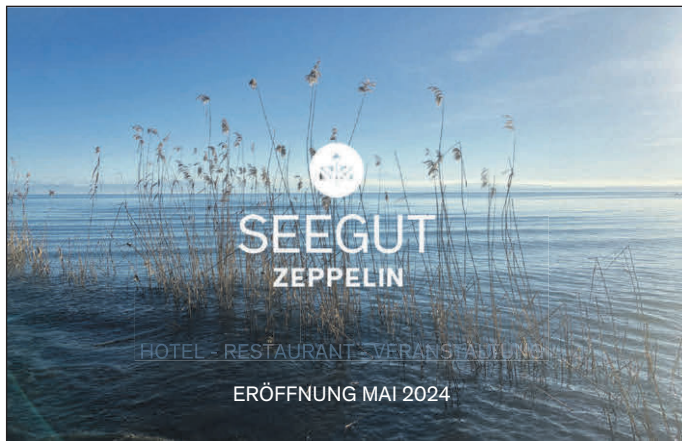 SEEGUT
ZEPPELIN
HOTEL - RESTAURANT - VERANSTALTUNG
ERÖFFNUNG MAI 2024